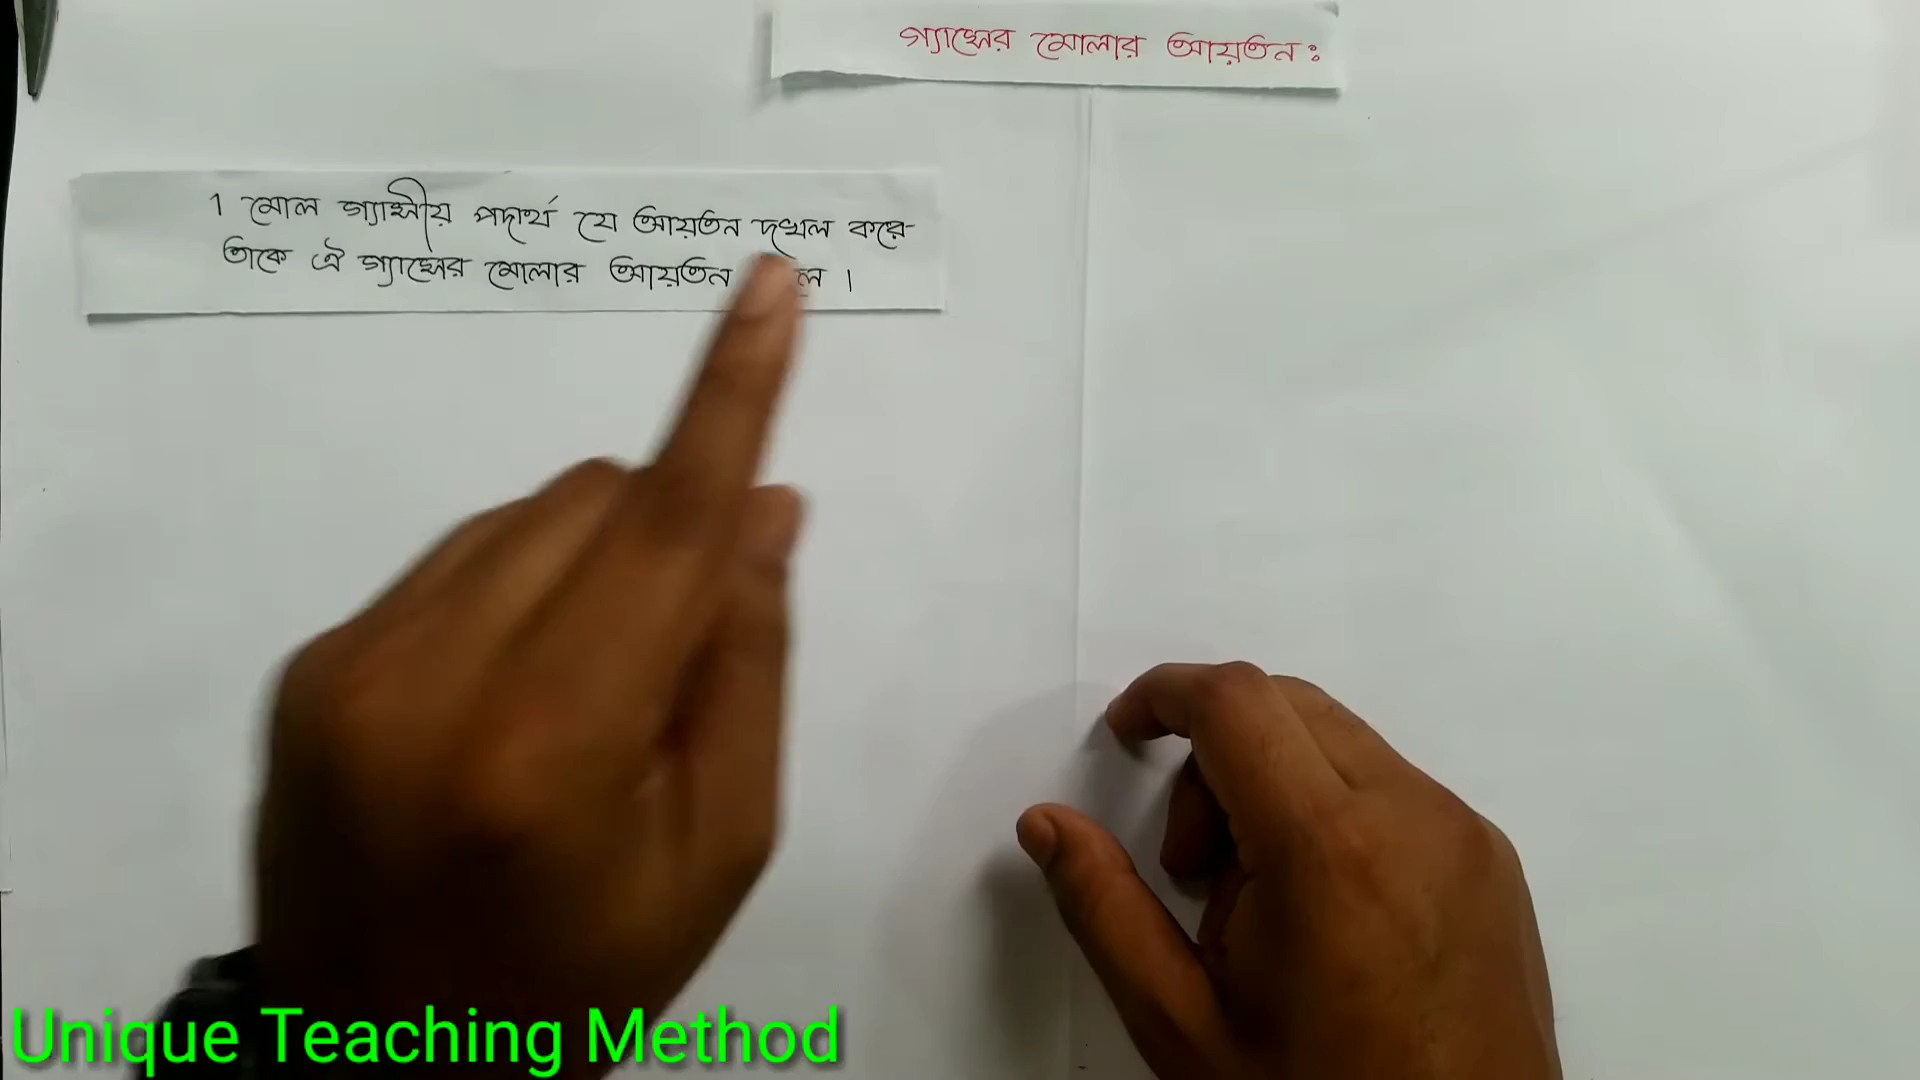 গ্যাসের মোলার আয়তন :
1 মোল গ্যাসীয় পদার্থ যে আয়তন দখল করে
তাকে ঐ গ্যাসের মোলার আয়তন ।
Unique Teaching Method